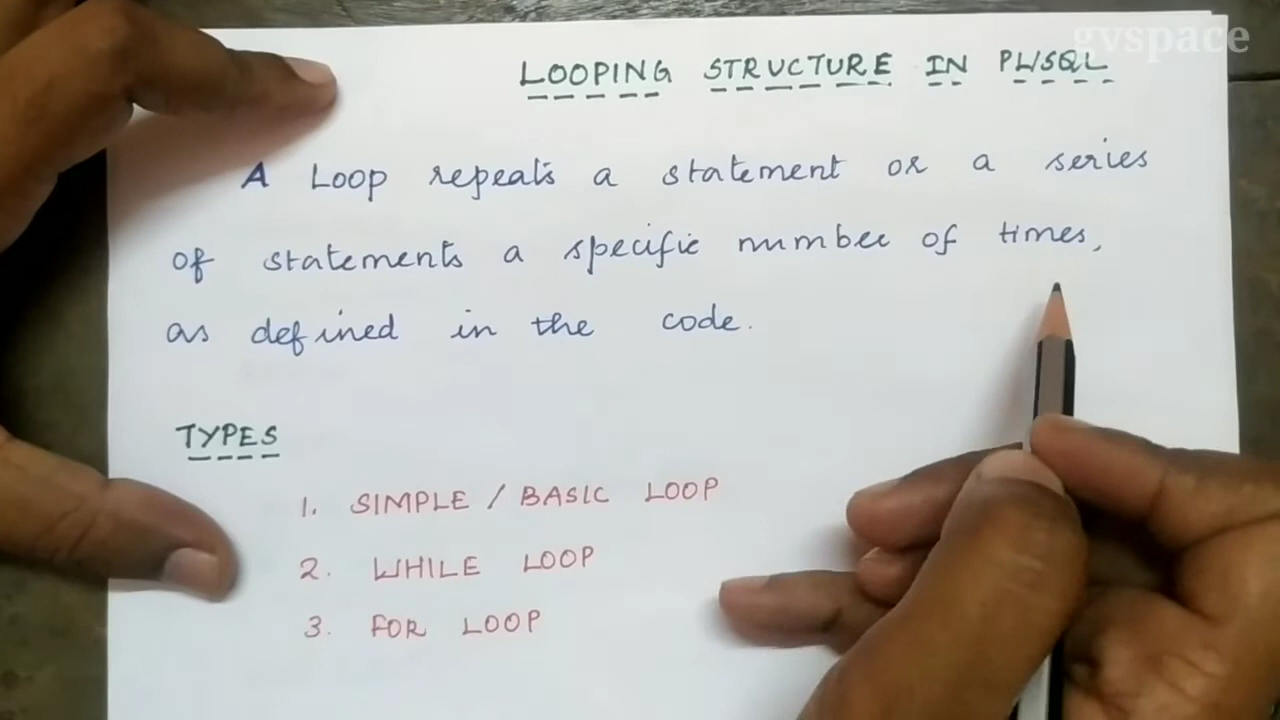 gvspace
LOOPING STRUCTURE IN PL/SQL
A Loop repeats a statement or a series
of statements a specific number of times,
as defined in the code.
TYPES
1. SIMPLE / BASIC LOOP
2. WHILE LOOP
3. FOR LOOP